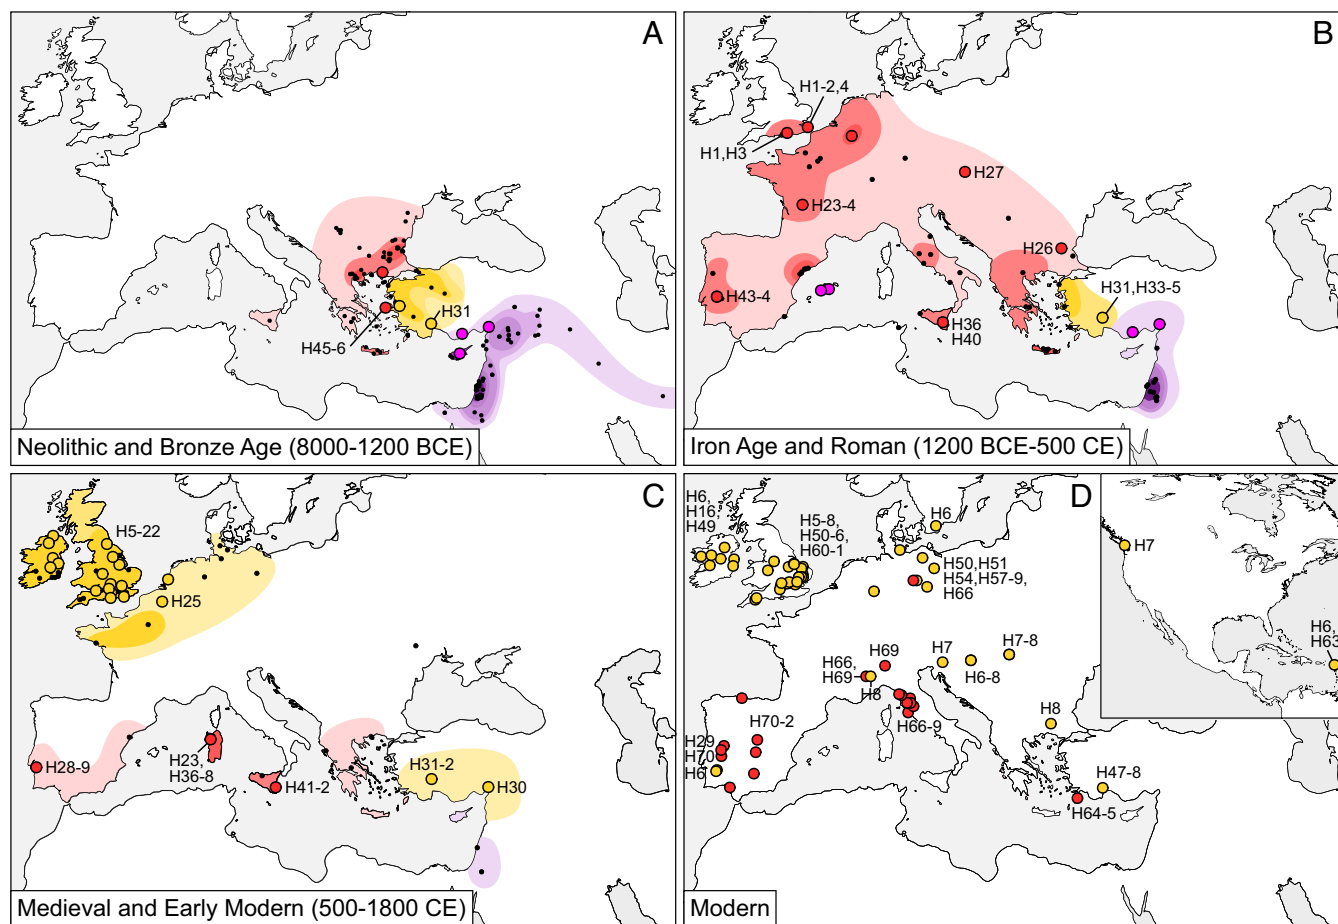 A
H31
H45-6
Neolithic and Bronze Age (8000-1200 BCE)
B
H1-2,4
H1,H3
H27
H23-4
H26
H43-4
H31,H33-5
H36
H40
Iron Age and Roman (1200 BCE-500 CE)
C
H5-22
H25
H23,
H36-8
H31-2
H28-9
H41-2
H30
Medieval and Early Modern (500-1800 CE)
D
H6,
H16,
H49
H5-8,
H50-6,
H60-1
H6
H50,H51
H54,H57-9,
H66
H7
H6,
H63
H69
H7
H7-8
H66,
H69
H6-8
H8
H70-2
H66-9
H8
H29
H70
H6
H47-8
H64-5
Modern